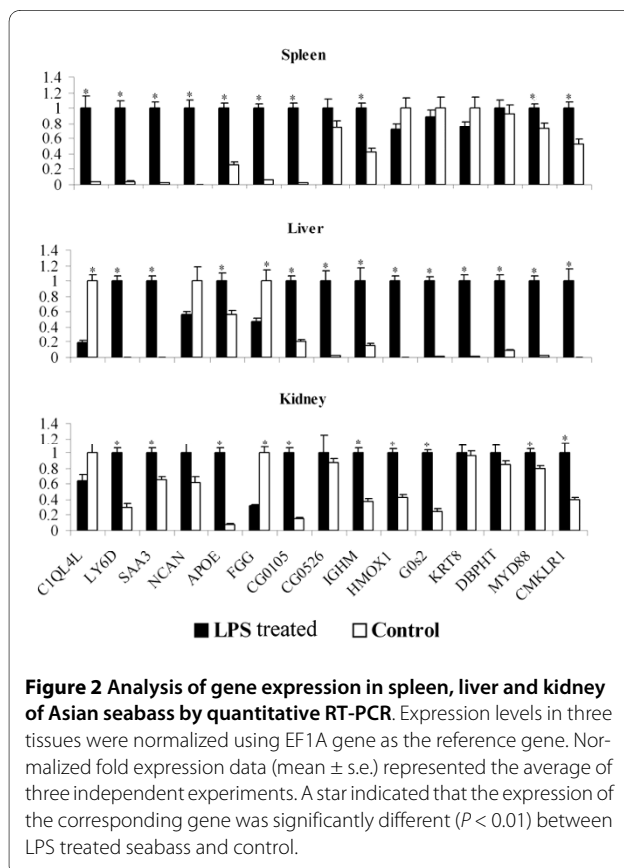 Spleen
1.4
1.2
1
0.8
0.6
0.4
0.2
0
* * * * * * * * * *
Liver
1.4
1.2
1
0.8
0.6
0.4
0.2
0
* * * * * * * * * * * * *
Kidney
1.4
1.2
1
0.8
0.6
0.4
0.2
0
* * * * * * * * * *
C1QL4L LY6D SAA3 NCAN APOE FGG CG0105 CG0526 IGHM HMOX1 G0s2 KRT8 DBPHT MYD88 CMKLR1
LPS treated Control
Figure 2 Analysis of gene expression in spleen, liver and kidney
of Asian seabass by quantitative RT-PCR. Expression levels in three
tissues were normalized using EF1A gene as the reference gene. Nor-
malized fold expression data (mean ± s.e.) represented the average of
three independent experiments. A star indicated that the expression of
the corresponding gene was significantly different (P < 0.01) between
LPS treated seabass and control.